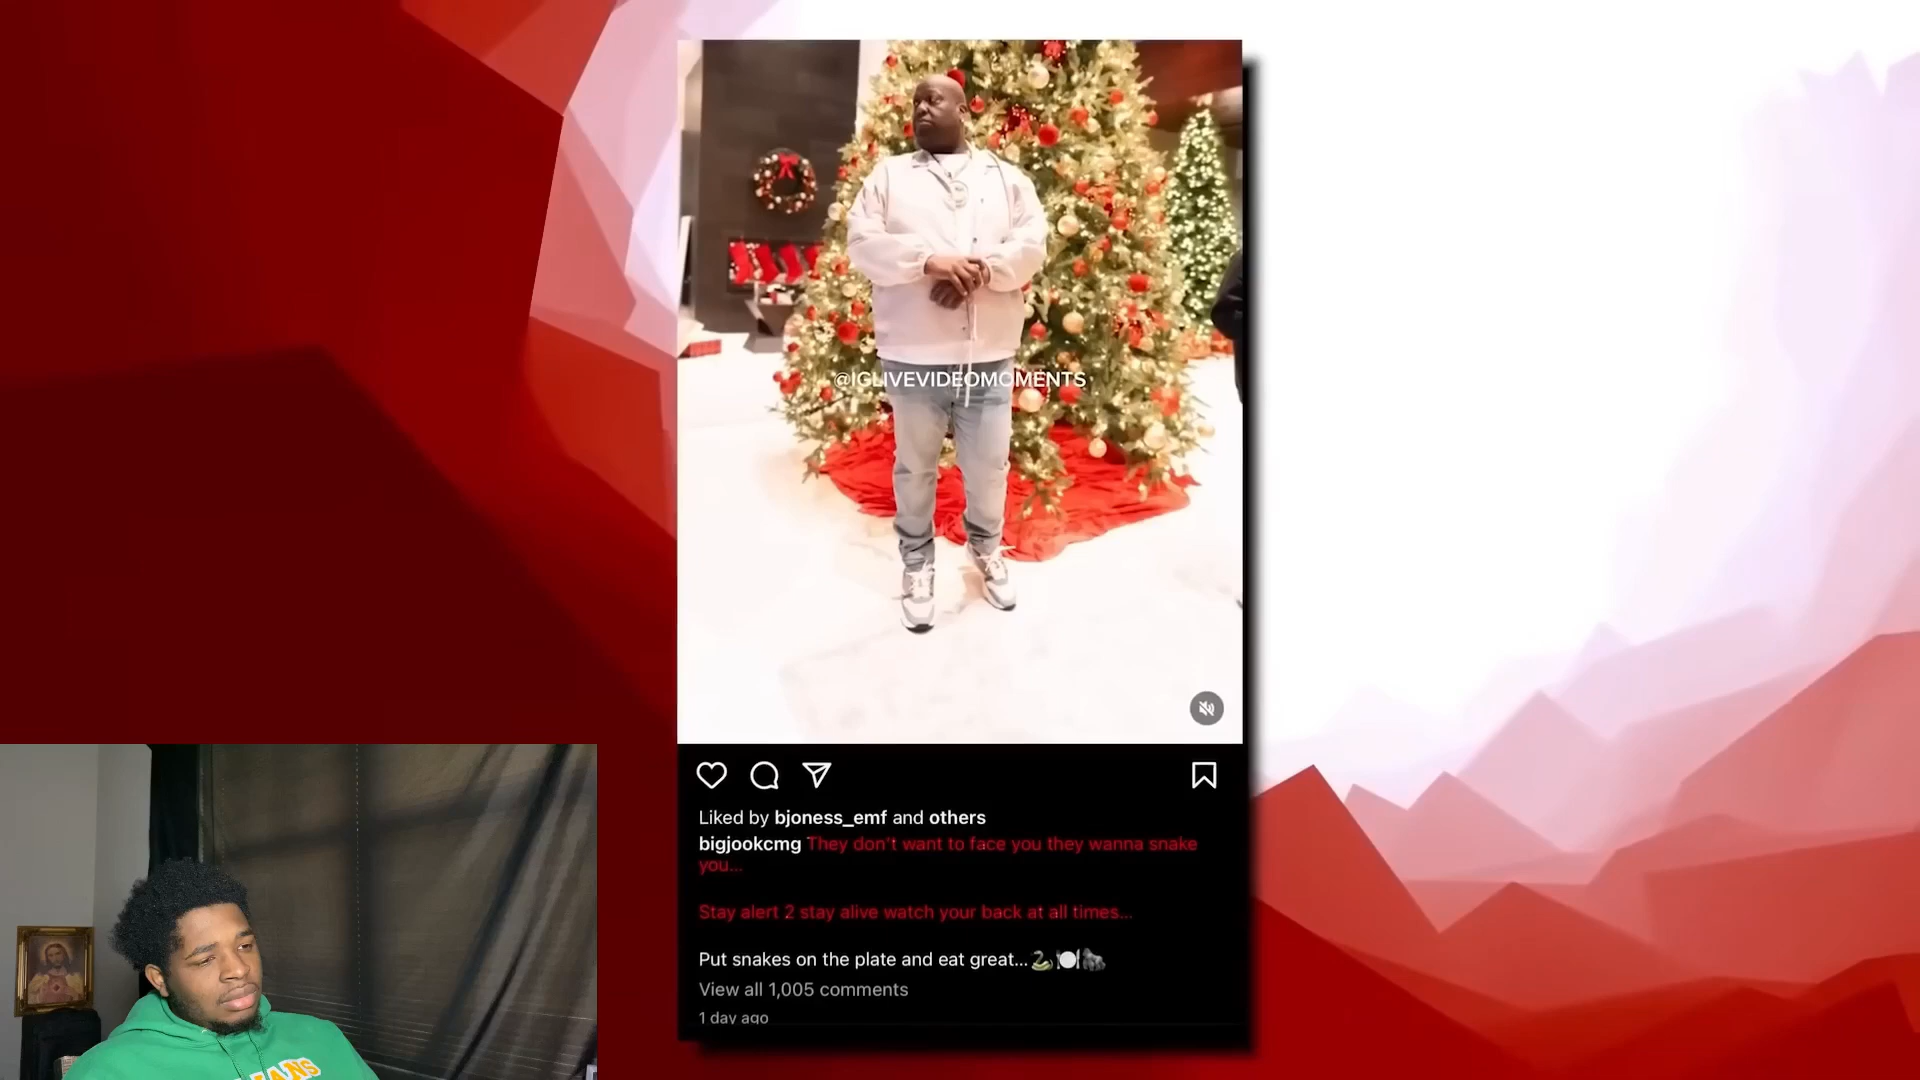 @IGLIVEVIDEOMOMENTS
Liked by bjoness_emf and others
bigjookcmg They don't want to face you they wanna snake
you...
Stay alert 2 stay alive watch your back at all times...
Put snakes on the plate and eat great...🐍🍽️🦍
View all 1,005 comments
1 day ago